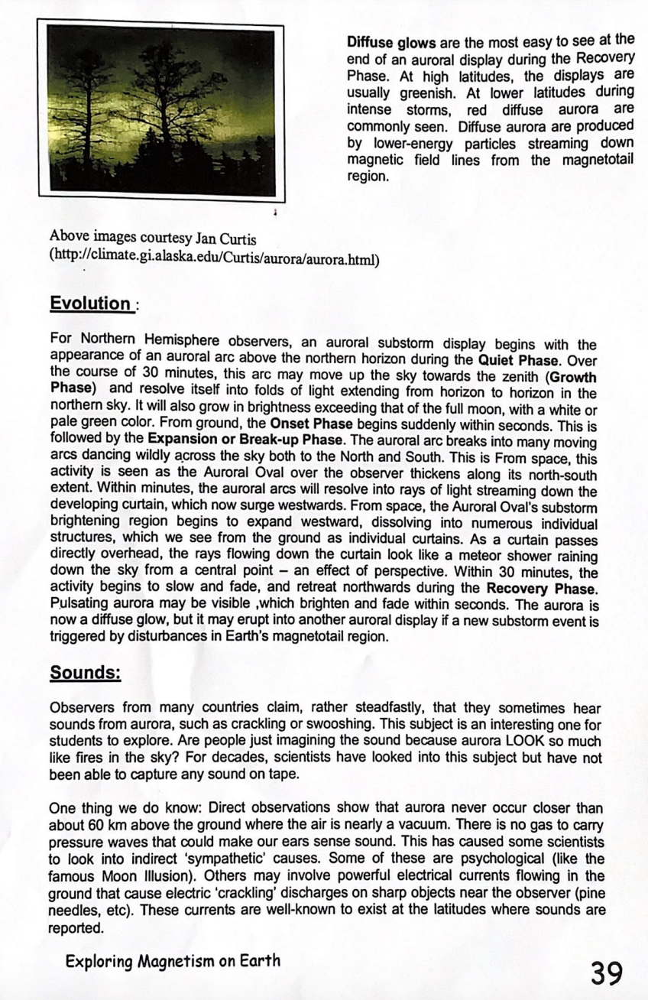 Diffuse glows are the most easy to see at the
end of an auroral display during the Recovery
Phase. At high latitudes, the displays are
usually greenish. At lower latitudes during
intense storms, red diffuse aurora are
commonly seen. Diffuse aurora are produced
by lower-energy particles streaming down
magnetic field lines from the magnetotail
region.
Above images courtesy Jan Curtis
(http://climate.gi.alaska.edu/Curtis/aurora/aurora.html)
Evolution :
For Northern Hemisphere observers, an auroral substorm display begins with the
appearance of an auroral arc above the northern horizon during the Quiet Phase. Over
the course of 30 minutes, this arc may move up the sky towards the zenith (Growth
Phase) and resolve itself into folds of light extending from horizon to horizon in the
northern sky. It will also grow in brightness exceeding that of the full moon, with a white or
pale green color. From ground, the Onset Phase begins suddenly within seconds. This is
followed by the Expansion or Break-up Phase. The auroral arc breaks into many moving
arcs dancing wildly across the sky both to the North and South. This is From space, this
activity is seen as the Auroral Oval over the observer thickens along its north-south
extent. Within minutes, the auroral arcs will resolve into rays of light streaming down the
developing curtain, which now surge westwards. From space, the Auroral Oval's substorm
brightening region begins to expand westward, dissolving into numerous individual
structures, which we see from the ground as individual curtains. As a curtain passes
directly overhead, the rays flowing down the curtain look like a meteor shower raining
down the sky from a central point – an effect of perspective. Within 30 minutes, the
activity begins to slow and fade, and retreat northwards during the Recovery Phase.
Pulsating aurora may be visible ,which brighten and fade within seconds. The aurora is
now a diffuse glow, but it may erupt into another auroral display if a new substorm event is
triggered by disturbances in Earth's magnetotail region.
Sounds:
Observers from many countries claim, rather steadfastly, that they sometimes hear
sounds from aurora, such as crackling or swooshing. This subject is an interesting one for
students to explore. Are people just imagining the sound because aurora LOOK so much
like fires in the sky? For decades, scientists have looked into this subject but have not
been able to capture any sound on tape.
One thing we do know: Direct observations show that aurora never occur closer than
about 60 km above the ground where the air is nearly a vacuum. There is no gas to carry
pressure waves that could make our ears sense sound. This has caused some scientists
to look into indirect 'sympathetic' causes. Some of these are psychological (like the
famous Moon Illusion). Others may involve powerful electrical currents flowing in the
ground that cause electric 'crackling' discharges on sharp objects near the observer (pine
needles, etc). These currents are well-known to exist at the latitudes where sounds are
reported.
Exploring Magnetism on Earth
39